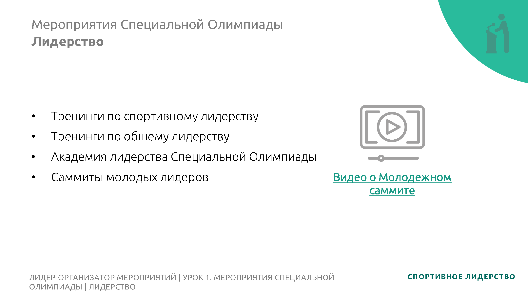 Мероприятия Специальной Олимпиады
Лидерство
• Тренинги по спортивному лидерству
• Тренинги по общему лидерству
• Академия лидерства Специальной Олимпиады
• Саммиты молодых лидеров
Видео о Молодежном
саммите
ЛИДЕР-ОРГАНИЗАТОР МЕРОПРИЯТИЙ | УРОК 1. МЕРОПРИЯТИЯ СПЕЦИАЛЬНОЙ
ОЛИМПИАДЫ | ЛИДЕРСТВО
СПОРТИВНОЕ ЛИДЕРСТВО